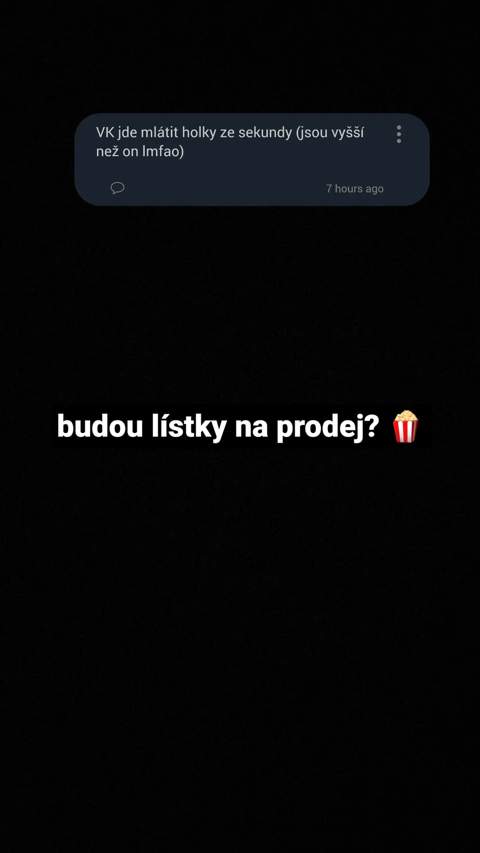 VK jde mlátit holky ze sekundy (jsou vyšší
než on lmfao)
7 hours ago
budou lístky na prodej? 🍿